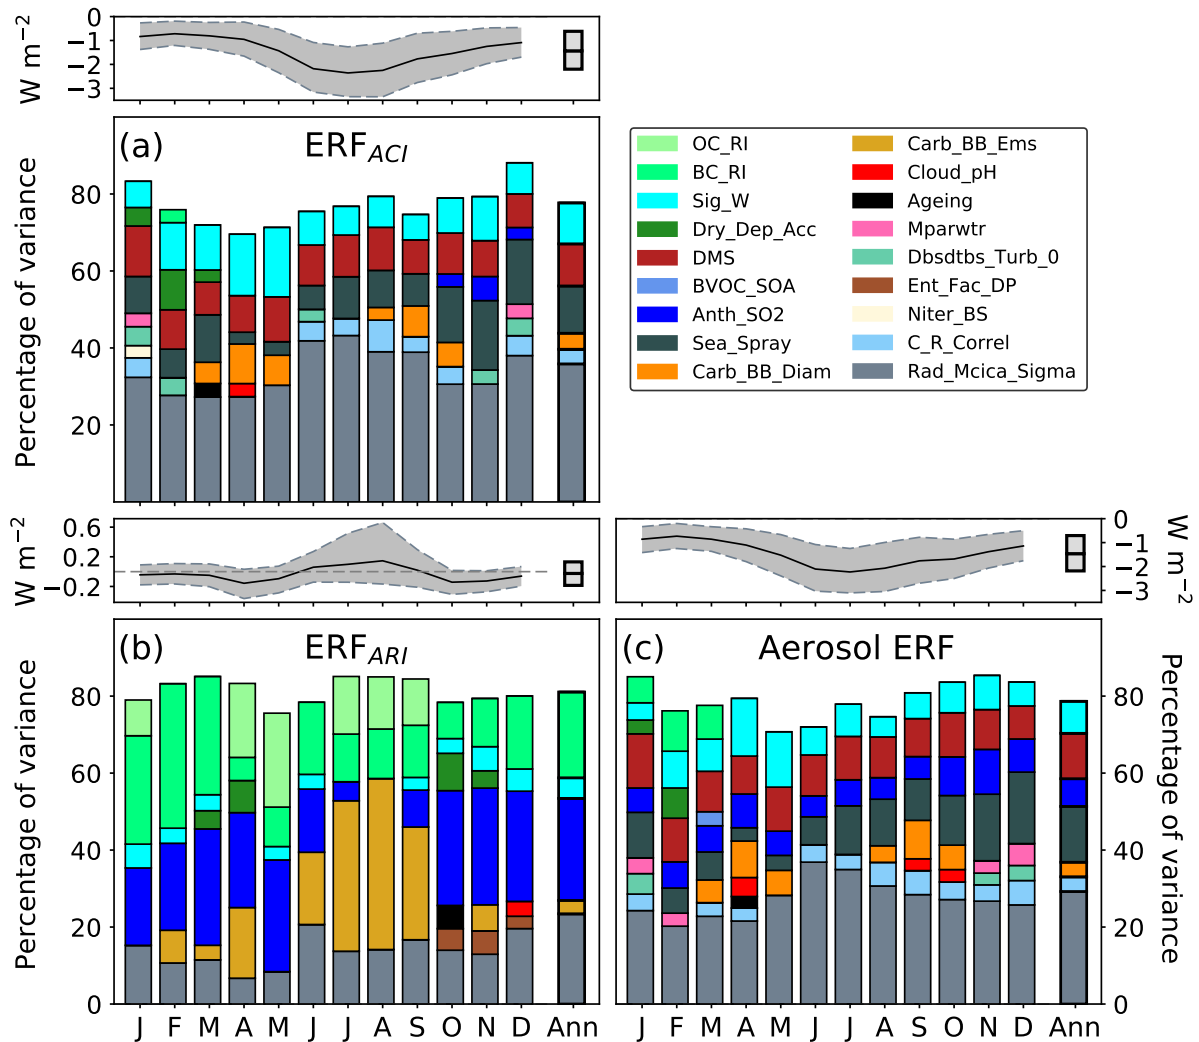 W m−2
0
−1
−2
−3
(a)
ERFACI
Percentage of variance
80
60
40
20
OC_RI
BC_RI
Sig_W
Dry_Dep_Acc
DMS
BVOC_SOA
Anth_SO2
Sea_Spray
Carb_BB_Diam
Carb_BB_Ems
Cloud_pH
Ageing
Mparwtr
Dbsdtbs_Turb_0
Ent_Fac_DP
Niter_BS
C_R_Correl
Rad_Mcica_Sigma
W m−2
0.6
0.2
−0.2
0
−1
−2
−3
W m−2
(b)
ERFARI
Percentage of variance
80
60
40
20
0
J F M A M J J A S O N D Ann
(c)
Aerosol ERF
80
60
40
20
0
Percentage of variance
J F M A M J J A S O N D Ann